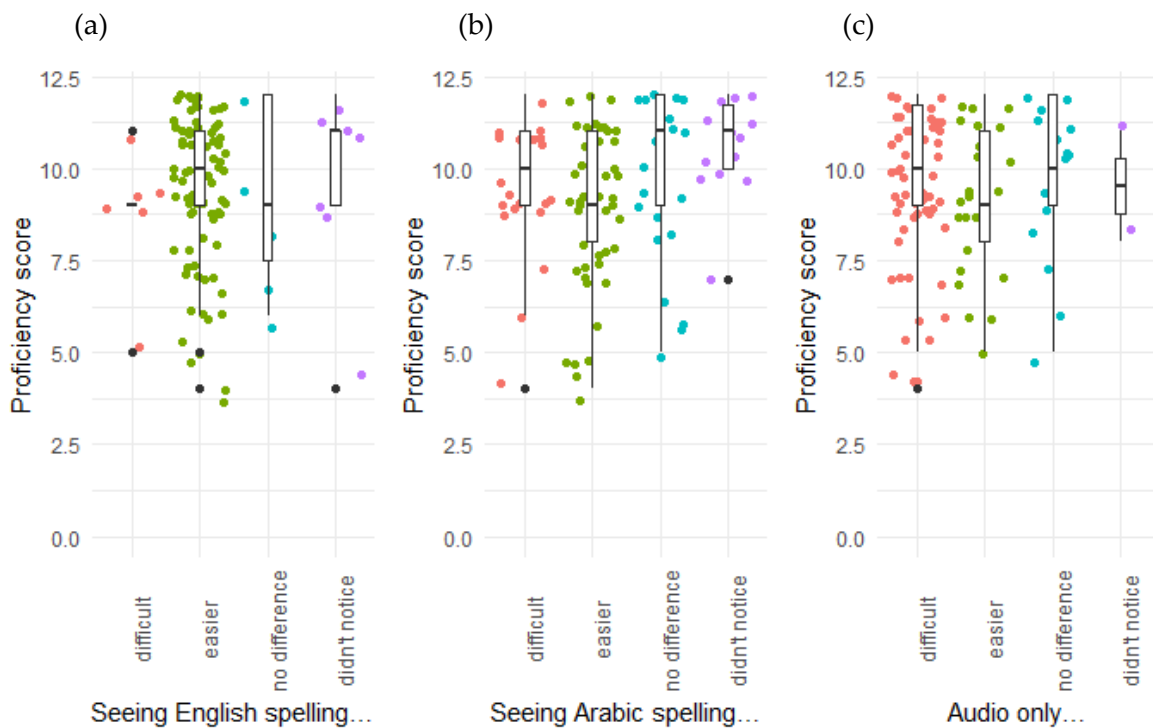 (a)
12.5
10.0
7.5
5.0
2.5
0.0
Proficiency score
difficult
easier
no difference
didn't notice
Seeing English spelling…
(b)
12.5
10.0
7.5
5.0
2.5
0.0
Proficiency score
difficult
easier
no difference
didn't notice
Seeing Arabic spelling…
(c)
12.5
10.0
7.5
5.0
2.5
0.0
Proficiency score
difficult
easier
no difference
didn't notice
Audio only…